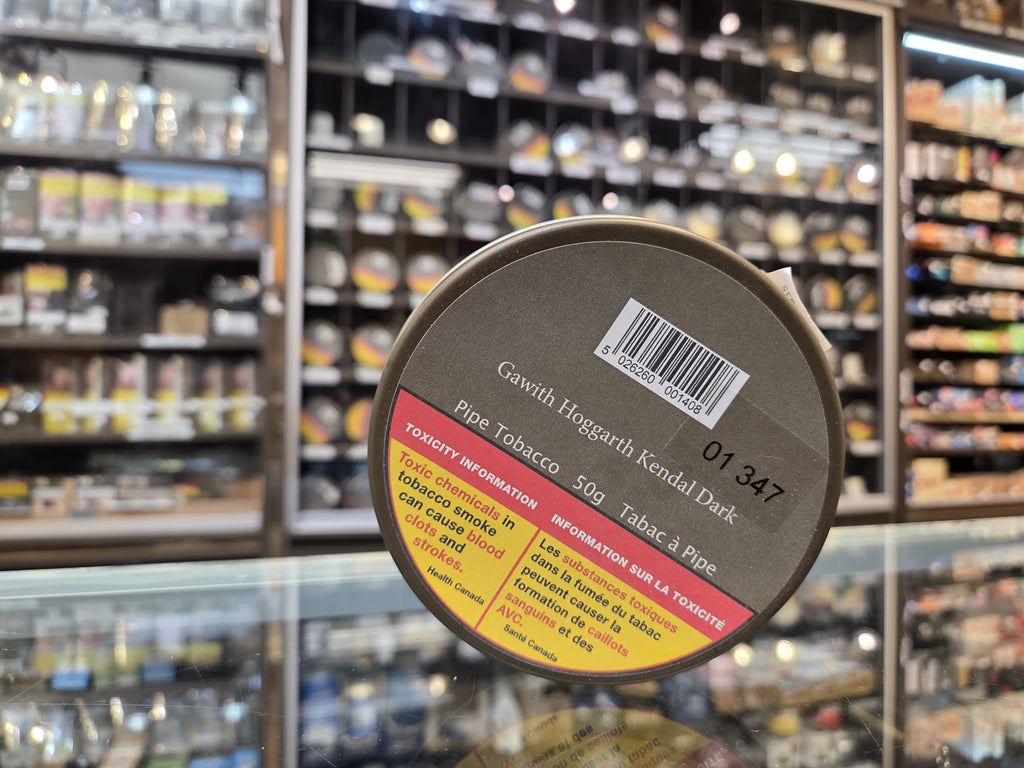 5 026260 001408
Gawith Hoggarth Kendal Dark
01 347
Pipe Tobacco 50g Tabac à Pipe
TOXICITY INFORMATION
INFORMATION SUR LA TOXICITÉ
Toxic chemicals in
tobacco smoke
can cause blood
clots and
strokes.
Health Canada
Les substances toxiques
dans la fumée du tabac
peuvent causer la
formation de caillots
sanguins et des
AVC.
Santé Canada